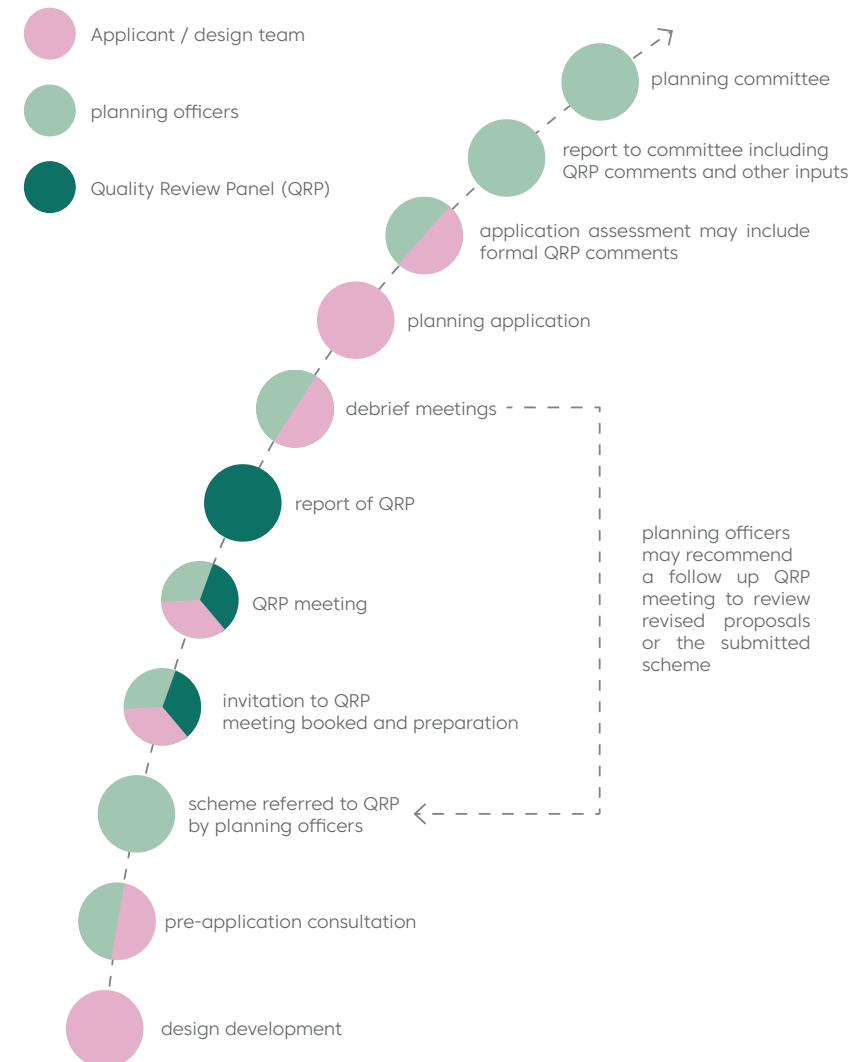 Applicant / design team
planning officers
Quality Review Panel (QRP)
planning committee
report to committee including
QRP comments and other inputs
application assessment may include
formal QRP comments
planning application
debrief meetings
report of QRP
planning officers
may recommend
a follow up QRP
meeting to review
revised proposals
or the submitted
scheme
QRP meeting
invitation to QRP
meeting booked and preparation
scheme referred to QRP
by planning officers
pre-application consultation
design development